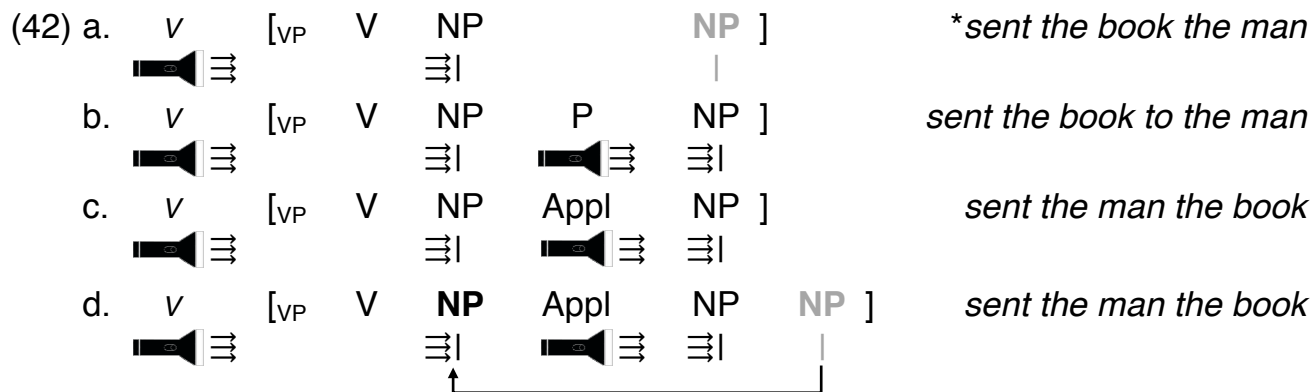 (42) a. v [VP V NP NP ] *sent the book the man
b. v [VP V NP P NP ] sent the book to the man
c. v [VP V NP Appl NP ] sent the man the book
d. v [VP V NP Appl NP NP ] sent the man the book